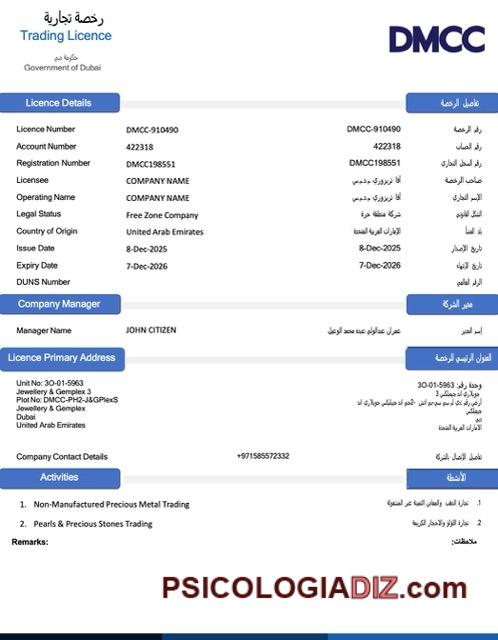 رخصة تجارية
Trading Licence
DMCC
حكومة دبي
Government of Dubai
Licence Details
تفاصيل الرخصة
Licence Number DMCC-910490 DMCC-910490 رقم الرخصة
Account Number 422318 422318 رقم الحساب
Registration Number DMCC198551 DMCC198551 رقم السجل التجاري
Licensee COMPANY NAME صاحب الرخصة
Operating Name COMPANY NAME الإسم التجاري
Legal Status Free Zone Company شركة منطقة حرة الشكل القانوني
Country of Origin United Arab Emirates الإمارات العربية المتحدة بلد المنشأ
Issue Date 8-Dec-2025 8-Dec-2025 تاريخ الإصدار
Expiry Date 7-Dec-2026 7-Dec-2026 تاريخ الإنتهاء
DUNS Number الرقم العالمي
Company Manager
مدير الشركة
Manager Name JOHN CITIZEN إسم المدير
Licence Primary Address
العنوان الرئيسي للرخصة
Unit No: 3O-01-5963
Jewellery & Gemplex 3
Plot No: DMCC-PH2-J&GPlexS
Jewellery & Gemplex
Dubai
United Arab Emirates
وحدة رقم: 3O-01-5963
دبي
الامارات العربية المتحدة
Company Contact Details +971585572332 تفاصيل الإتصال بالشركة
Activities
الأنشطة
1. Non-Manufactured Precious Metal Trading
1. تجارة الذهب والمعادن الثمينة غير المشغولة
2. Pearls & Precious Stones Trading
2. تجارة اللؤلؤ والاحجار الكريمة
Remarks:
ملاحظات:
PSICOLOGIADIZ.com